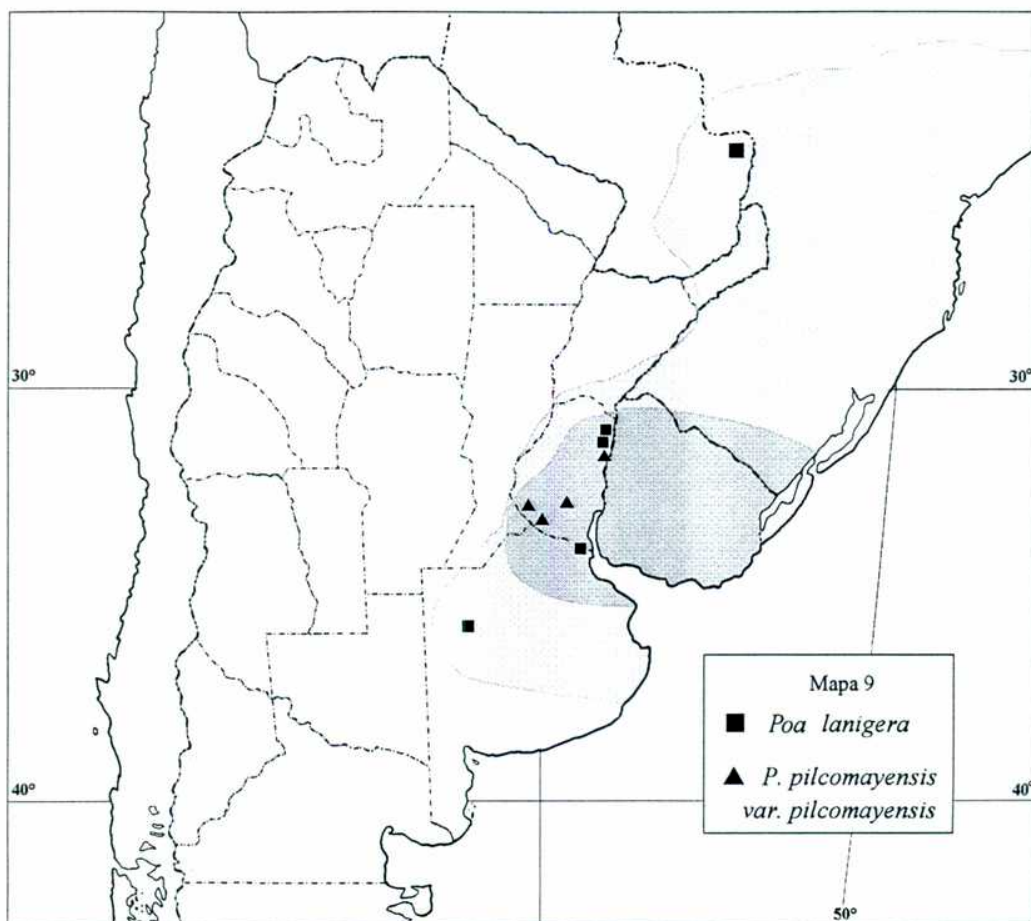 30°
30°
Mapa 9
Poa lanigera
P. pilcomayensis
var. pilcomayensis
40°
40°
50°